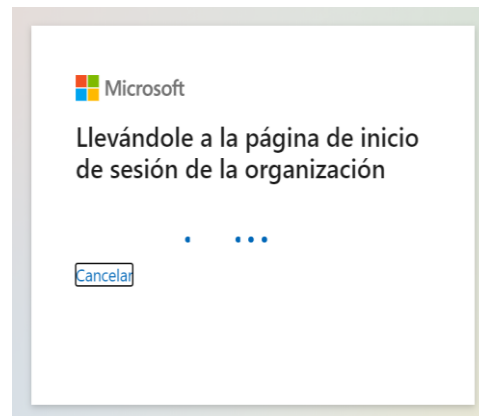 Microsoft
Llevándole a la página de inicio
de sesión de la organización
Cancelar